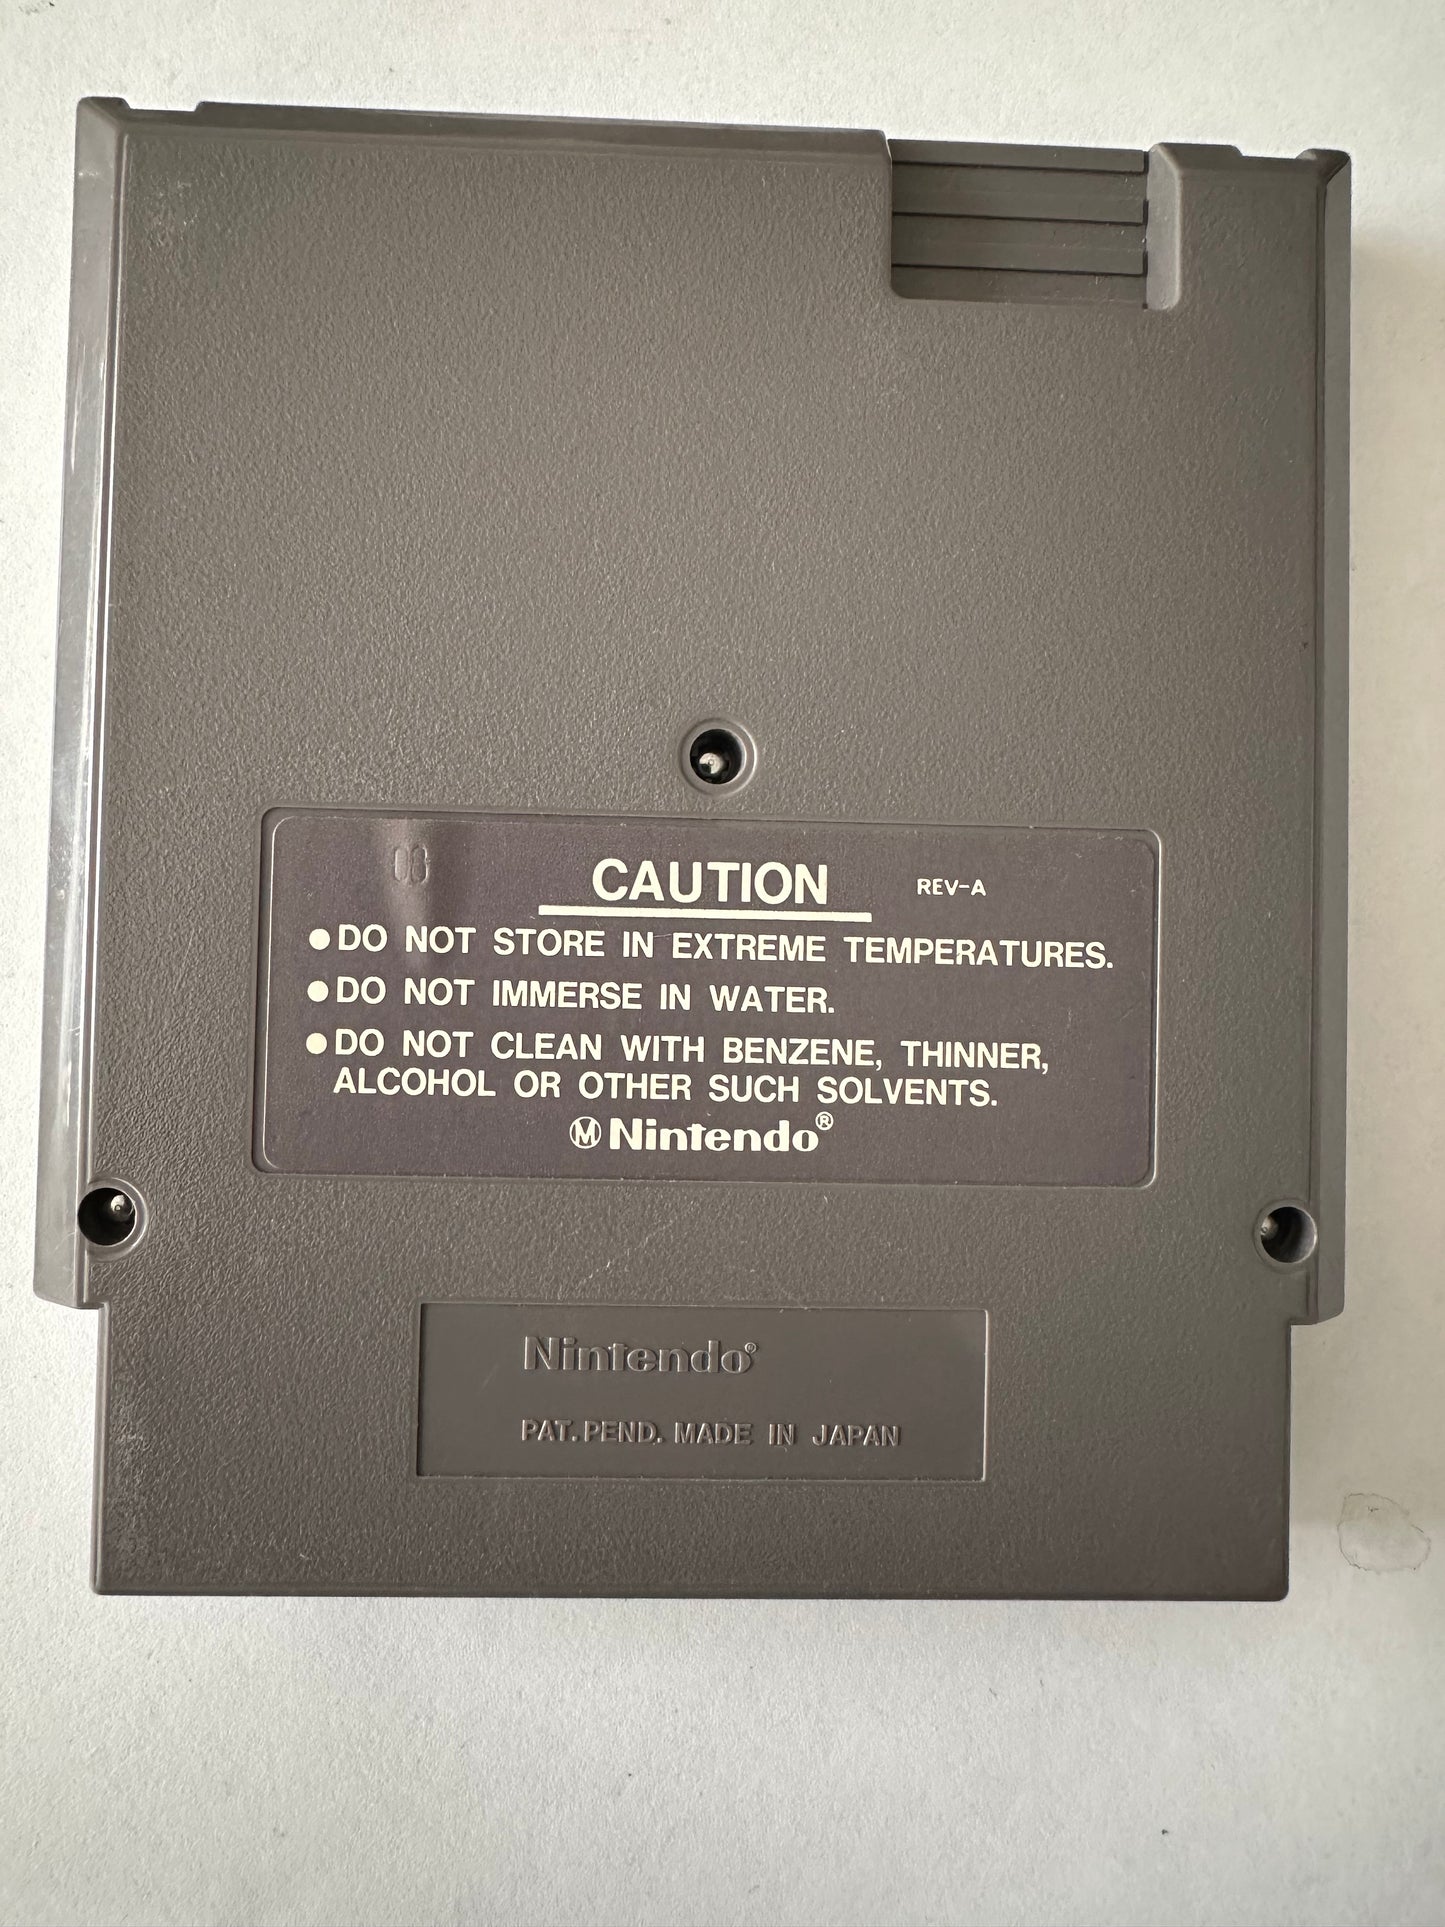 CAUTION REV-A
●DO NOT STORE IN EXTREME TEMPERATURES.
●DO NOT IMMERSE IN WATER.
●DO NOT CLEAN WITH BENZENE, THINNER,
ALCOHOL OR OTHER SUCH SOLVENTS.
Ⓜ Nintendo®
Nintendo®
PAT. PEND. MADE IN JAPAN